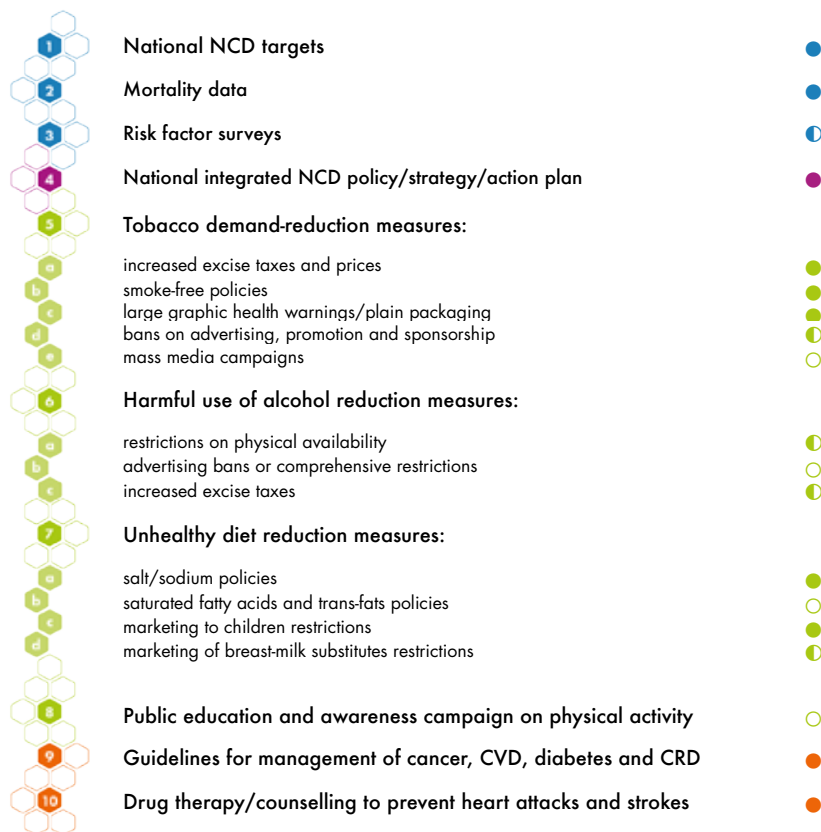 1 National NCD targets
2 Mortality data
3 Risk factor surveys
4 National integrated NCD policy/strategy/action plan
5 Tobacco demand-reduction measures:
a increased excise taxes and prices
b smoke-free policies
c large graphic health warnings/plain packaging
d bans on advertising, promotion and sponsorship
e mass media campaigns
6 Harmful use of alcohol reduction measures:
a restrictions on physical availability
b advertising bans or comprehensive restrictions
c increased excise taxes
7 Unhealthy diet reduction measures:
a salt/sodium policies
b saturated fatty acids and trans-fats policies
c marketing to children restrictions
d marketing of breast-milk substitutes restrictions
8 Public education and awareness campaign on physical activity
9 Guidelines for management of cancer, CVD, diabetes and CRD
10 Drug therapy/counselling to prevent heart attacks and strokes